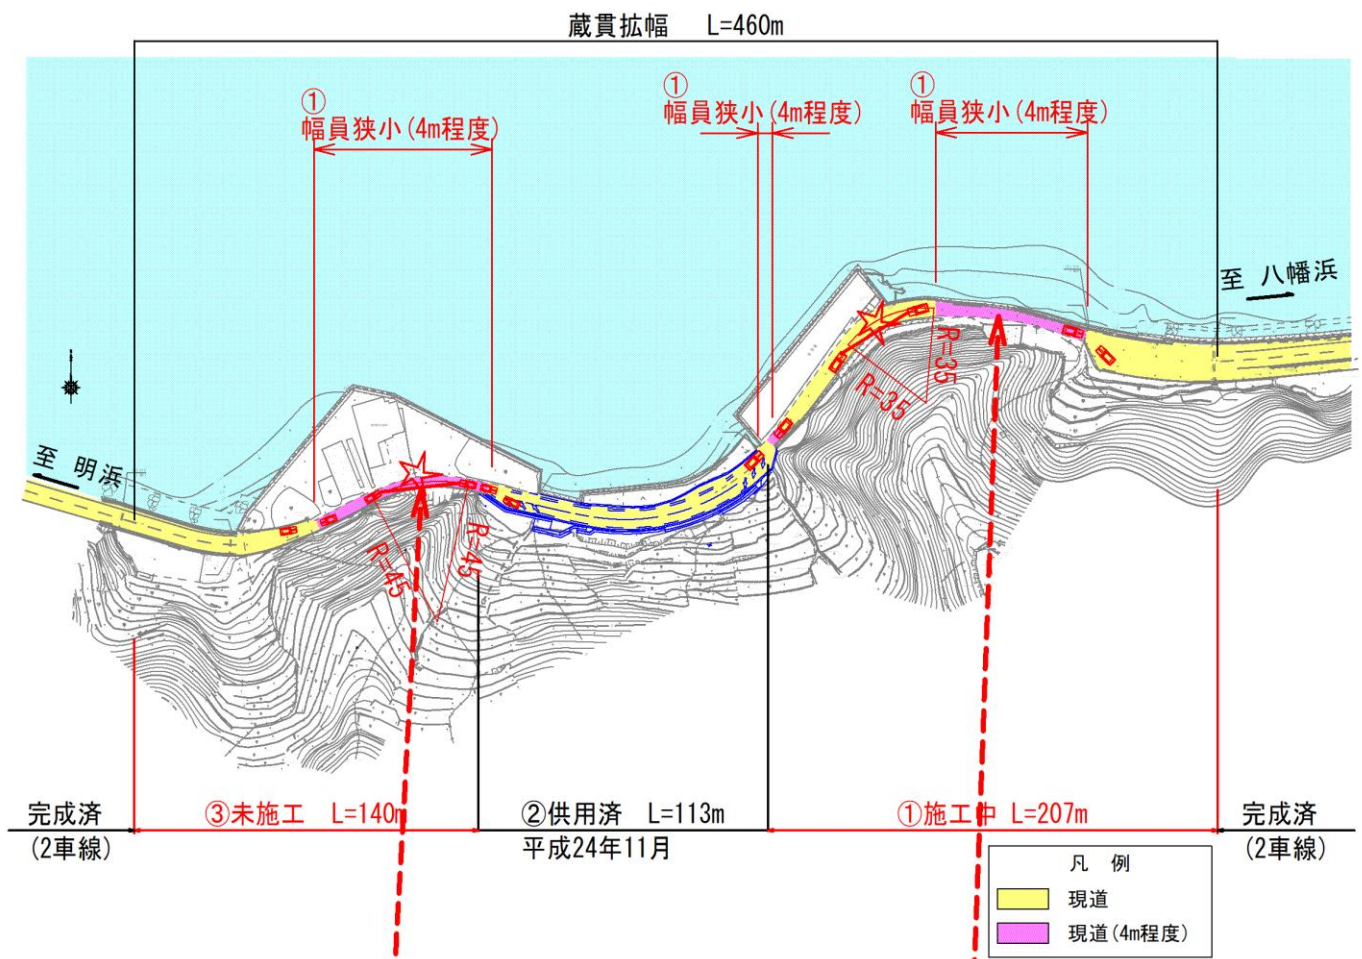 蔵貫拡幅 L=460m
①
幅員狭小(4m程度)
①
幅員狭小(4m程度)
①
幅員狭小(4m程度)
至 八幡浜
至 明浜
R=35
R=35
R=45
R=45
完成済
(2車線)
③未施工 L=140m
②供用済 L=113m
平成24年11月
①施工中 L=207m
完成済
(2車線)
凡 例
現道
現道(4m程度)